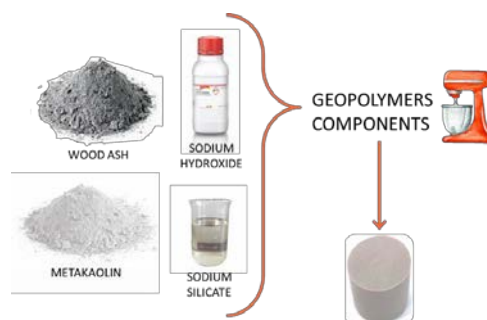 WOOD ASH
SODIUM
HYDROXIDE
METAKAOLIN
SODIUM
SILICATE
GEOPOLYMERS
COMPONENTS